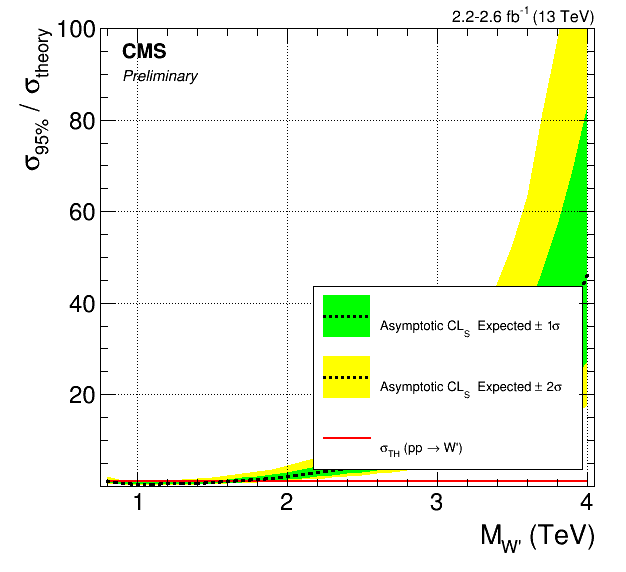 2.2-2.6 fb⁻¹ (13 TeV)
CMS
Preliminary
σ95% / σtheory
100
80
60
40
20
Asymptotic CLS Expected ± 1σ
Asymptotic CLS Expected ± 2σ
σTH (pp → W')
1 2 3 4
MW' (TeV)